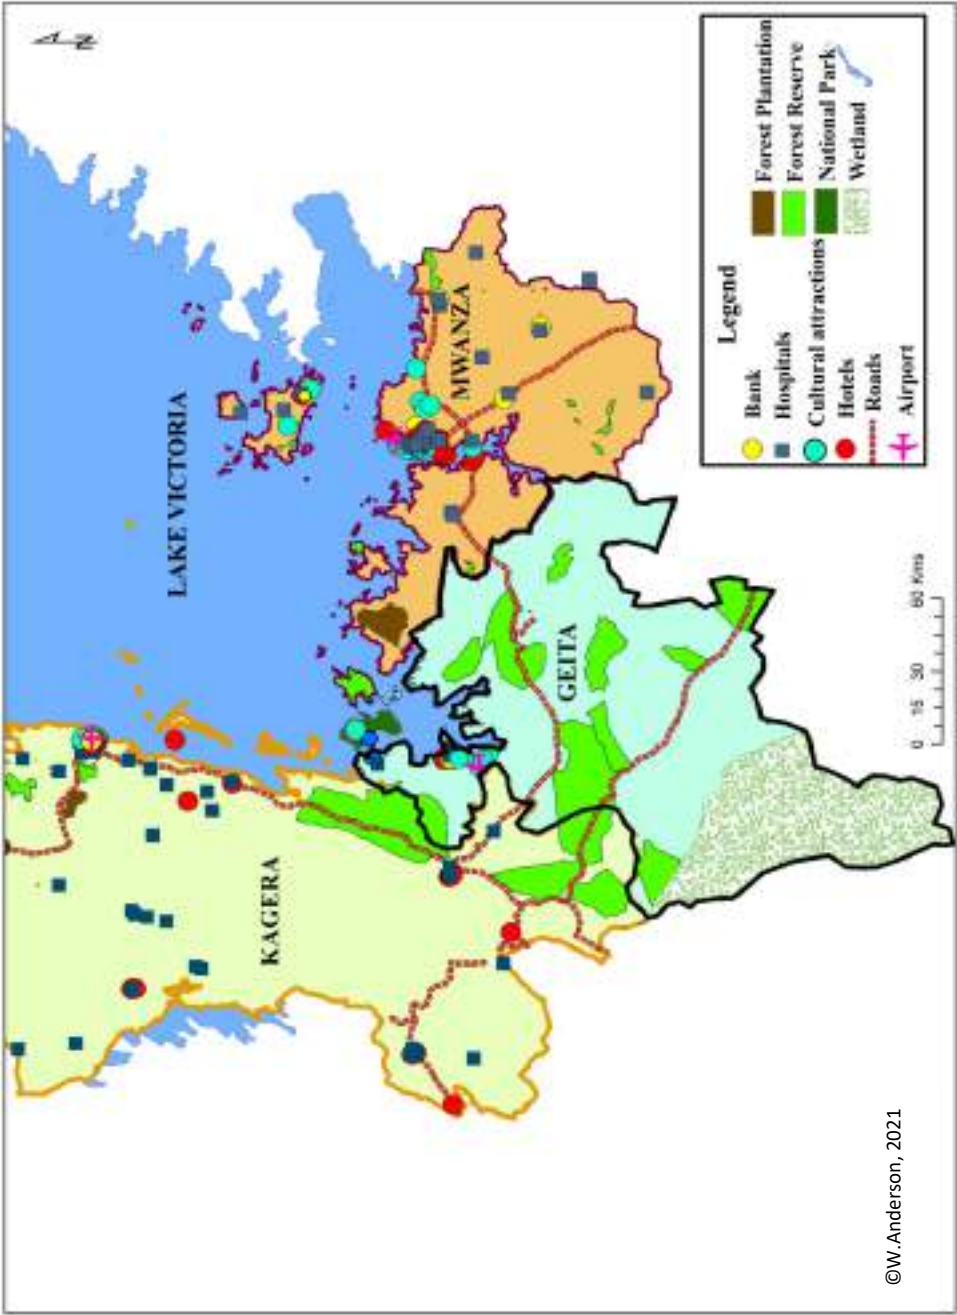 N
LAKE VICTORIA
KAGERA
MWANZA
GEITA
0 15 30 60 Kms
Legend
Bank
Hospitals
Cultural attractions
Hotels
Roads
Airport
Forest Plantation
Forest Reserve
National Park
Wetland
©W.Anderson, 2021